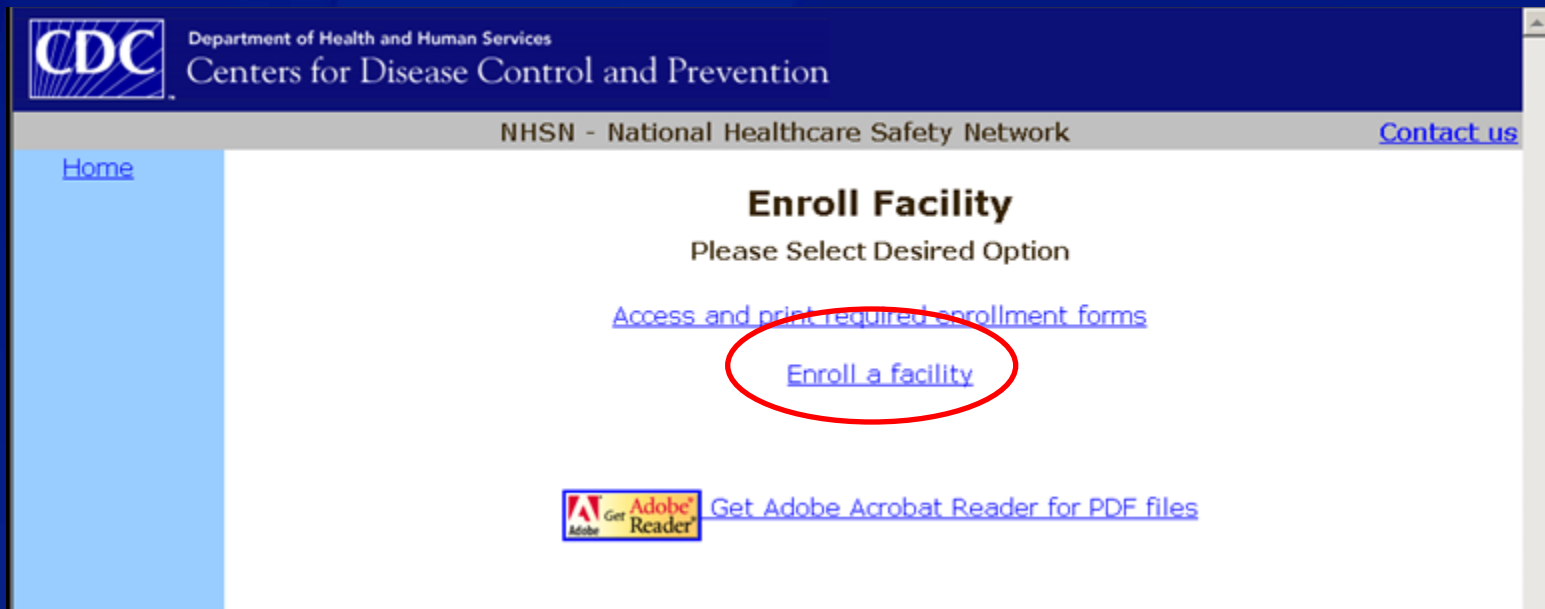 CDC
Department of Health and Human Services
Centers for Disease Control and Prevention
NHSN - National Healthcare Safety Network
Contact us
Home
Enroll Facility
Please Select Desired Option
Access and print required enrollment forms
Enroll a facility
Adobe
Get Adobe® Reader®
Get Adobe Acrobat Reader for PDF files